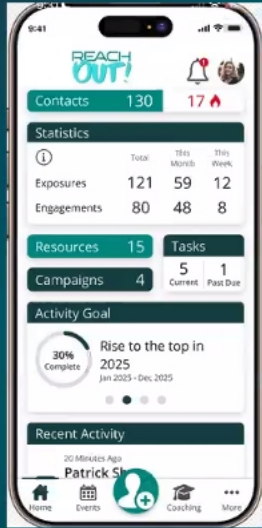 9:41
REACH
OUT!
Contacts 130 17
Statistics
Total This Month This Week
Exposures 121 59 12
Engagements 80 48 8
Resources 15
Tasks
Campaigns 4
5 Current 1 Past Due
Activity Goal
30% Complete
Rise to the top in
2025
Jan 2025 - Dec 2025
Recent Activity
20 Minutes Ago
Patrick
Home Events Coaching More